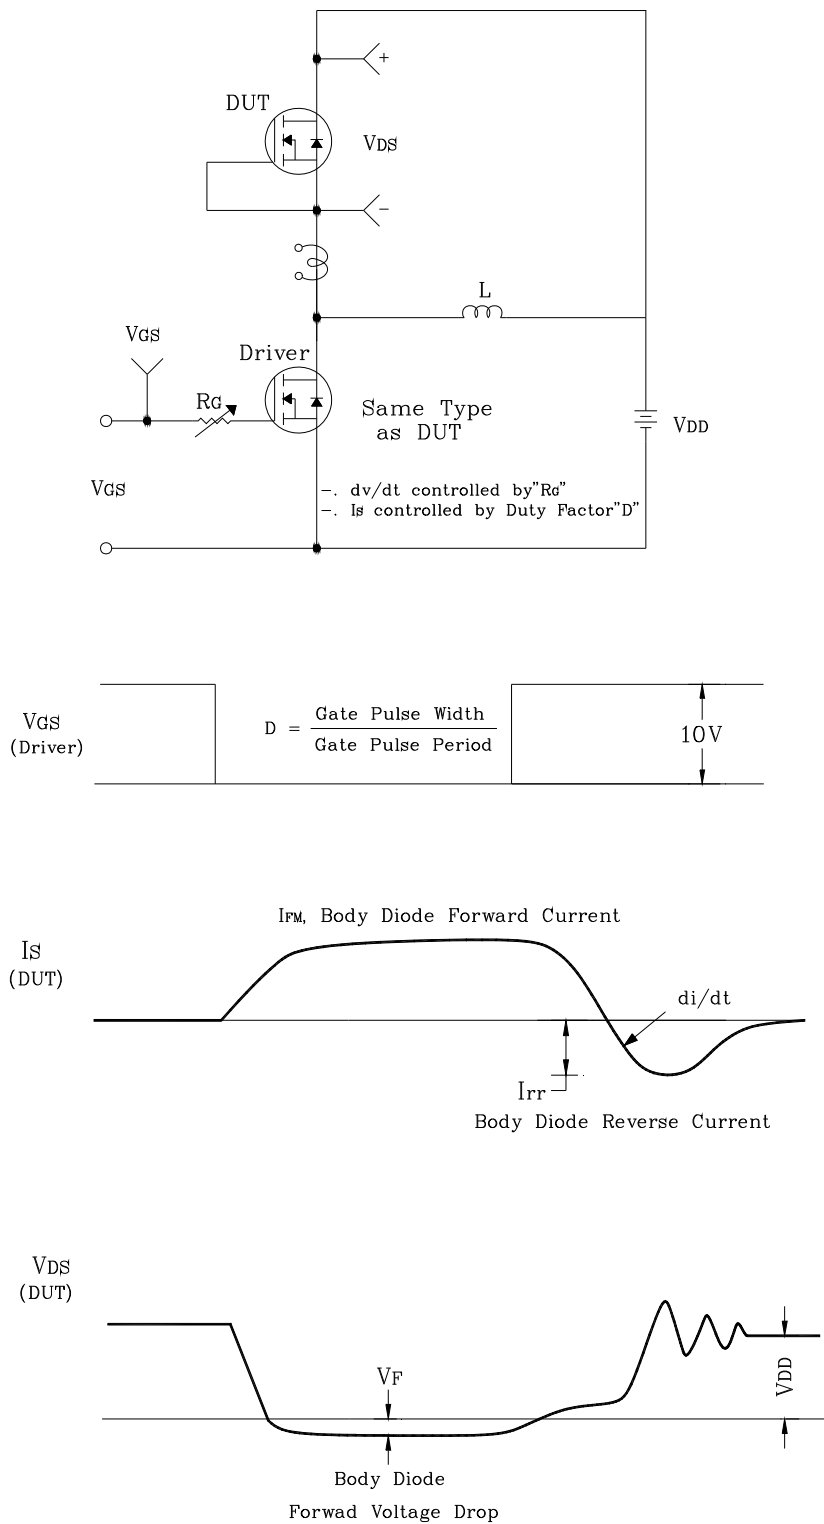 +
DUT
VDS
−
L
VGS
Driver
RG
Same Type
as DUT
VDD
VGS
−. dv/dt controlled by"RG"
−. Is controlled by Duty Factor"D"
Gate Pulse Width
VGS
D =
(Driver)
Gate Pulse Period
10V
IFM, Body Diode Forward Current
IS
(DUT)
di/dt
Irr
Body Diode Reverse Current
VDS
(DUT)
VF
VDD
Body Diode
Forwad Voltage Drop